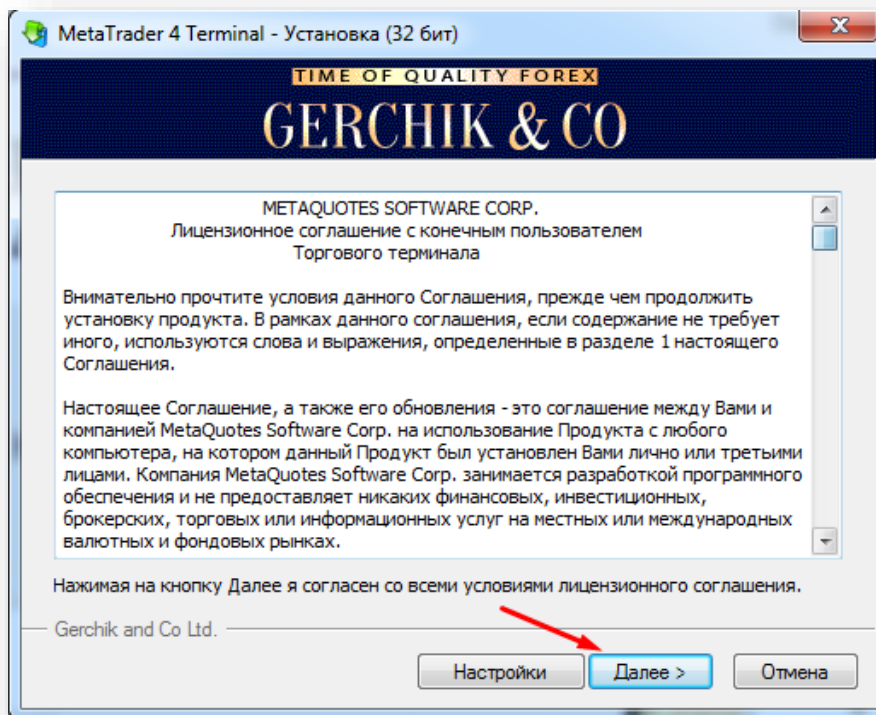 MetaTrader 4 Terminal - Установка (32 бит)
TIME OF QUALITY FOREX
GERCHIK & CO
METAQUOTES SOFTWARE CORP.
Лицензионное соглашение с конечным пользователем
Торгового терминала
Внимательно прочтите условия данного Соглашения, прежде чем продолжить
установку продукта. В рамках данного соглашения, если содержание не требует
иного, используются слова и выражения, определенные в разделе 1 настоящего
Соглашения.
Настоящее Соглашение, а также его обновления - это соглашение между Вами и
компанией MetaQuotes Software Corp. на использование Продукта с любого
компьютера, на котором данный Продукт был установлен Вами лично или третьими
лицами. Компания MetaQuotes Software Corp. занимается разработкой программного
обеспечения и не предоставляет никаких финансовых, инвестиционных,
брокерских, торговых или информационных услуг на местных или международных
валютных и фондовых рынках.
Нажимая на кнопку Далее я согласен со всеми условиями лицензионного соглашения.
Gerchik and Co Ltd.
Настройки
Далее >
Отмена